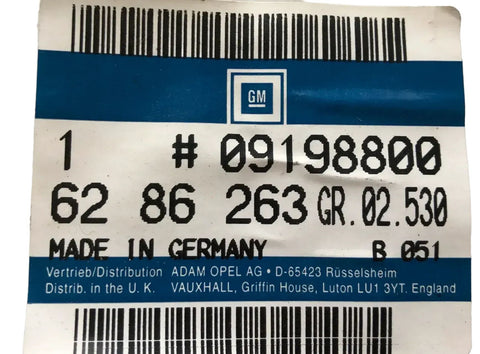 GM
1 # 09198800
62 86 263 GR. 02.530
MADE IN GERMANY B 051
Vertrieb/Distribution ADAM OPEL AG • D-65423 Rüsselsheim
Distrib. in the U. K. VAUXHALL, Griffin House, Luton LU1 3YT. England